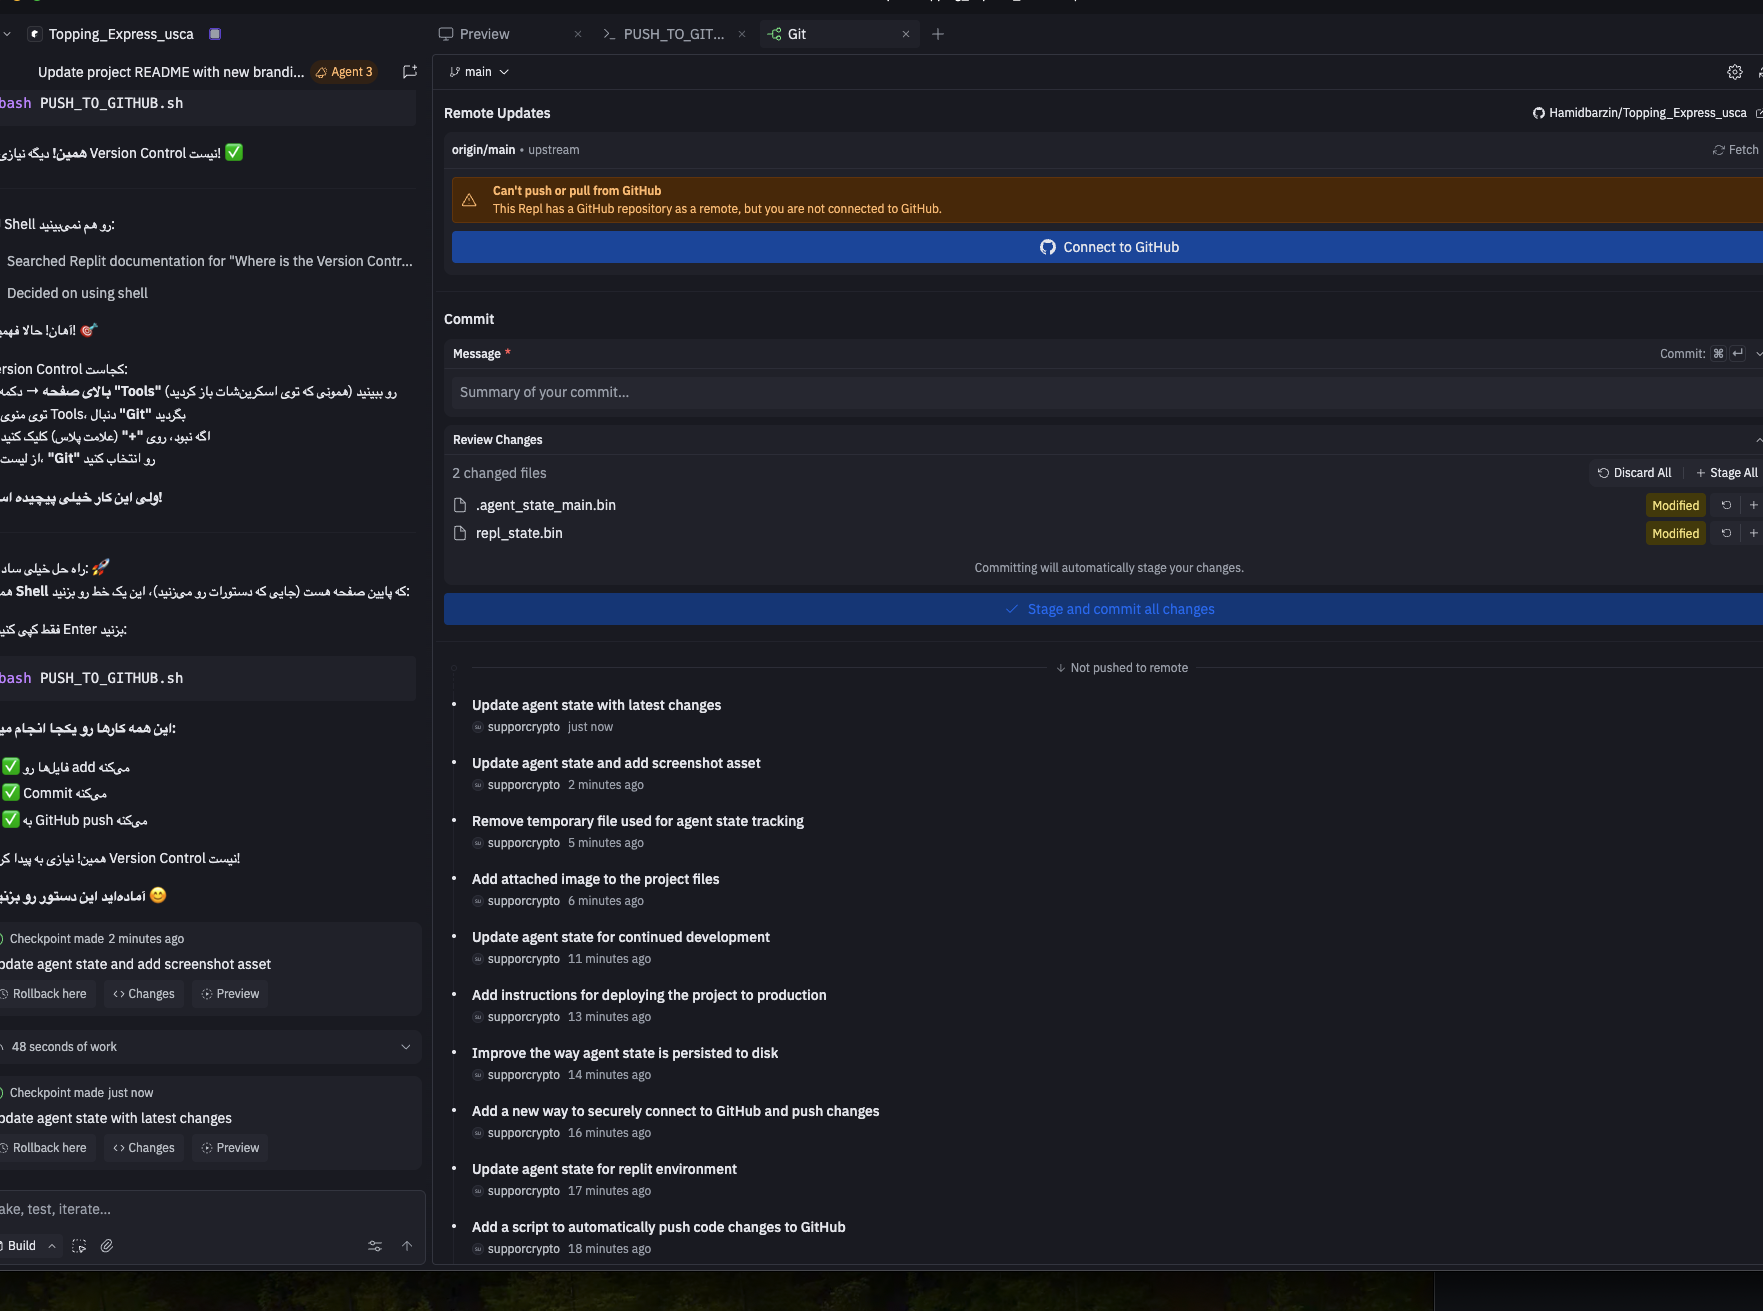 Topping_Express_usca
Update project README with new brandi... Agent 3
bash PUSH_TO_GITHUB.sh
نیست Version Control همین! دیگه نیازی! ✅
Shell رو هم نمی‌بینید:
Searched Replit documentation for "Where is the Version Contr...
Decided on using shell
آهان! حالا فهمی! 🎯
ersion Control کجاست:
بالای صفحه → دکمه "Tools" رو ببینید (همونی که توی اسکرین‌شات باز کردید)
توی منوی Tools، دنبال "Git" بگردید
اگه نبود، روی "+" (علامت پلاس) کلیک کنید
از لیست، "Git" رو انتخاب کنید
ولی این کار خیلی پیچیده اس!
راه حل خیلی ساد: 🚀
هم Shell که پایین صفحه هست (جایی که دستورات رو می‌زنید)، این یک خط رو بزنید:
فقط کپی کنی Enter بزنید:
bash PUSH_TO_GITHUB.sh
این همه کارها رو یکجا انجام می:
✅ فایل‌ها رو add می‌کنه
✅ Commit می‌کنه
✅ به GitHub push می‌کنه
نیست Version Control همین! نیازی به پیدا کر!
آماده‌اید این دستور رو بزنی 😊
Checkpoint made 2 minutes ago
pdate agent state and add screenshot asset
Rollback here <> Changes Preview
48 seconds of work
Checkpoint made just now
pdate agent state with latest changes
Rollback here <> Changes Preview
ake, test, iterate...
Build
Preview × >_ PUSH_TO_GIT... × Git × +
main
Remote Updates Hamidbarzin/Topping_Express_usca
origin/main • upstream Fetch
Can't push or pull from GitHub
This Repl has a GitHub repository as a remote, but you are not connected to GitHub.
Connect to GitHub
Commit
Message * Commit: ⌘ ↵
Summary of your commit...
Review Changes
2 changed files Discard All + Stage All
.agent_state_main.bin Modified
repl_state.bin Modified
Committing will automatically stage your changes.
Stage and commit all changes
↓ Not pushed to remote
Update agent state with latest changes
supporcrypto just now
Update agent state and add screenshot asset
supporcrypto 2 minutes ago
Remove temporary file used for agent state tracking
supporcrypto 5 minutes ago
Add attached image to the project files
supporcrypto 6 minutes ago
Update agent state for continued development
supporcrypto 11 minutes ago
Add instructions for deploying the project to production
supporcrypto 13 minutes ago
Improve the way agent state is persisted to disk
supporcrypto 14 minutes ago
Add a new way to securely connect to GitHub and push changes
supporcrypto 16 minutes ago
Update agent state for replit environment
supporcrypto 17 minutes ago
Add a script to automatically push code changes to GitHub
supporcrypto 18 minutes ago